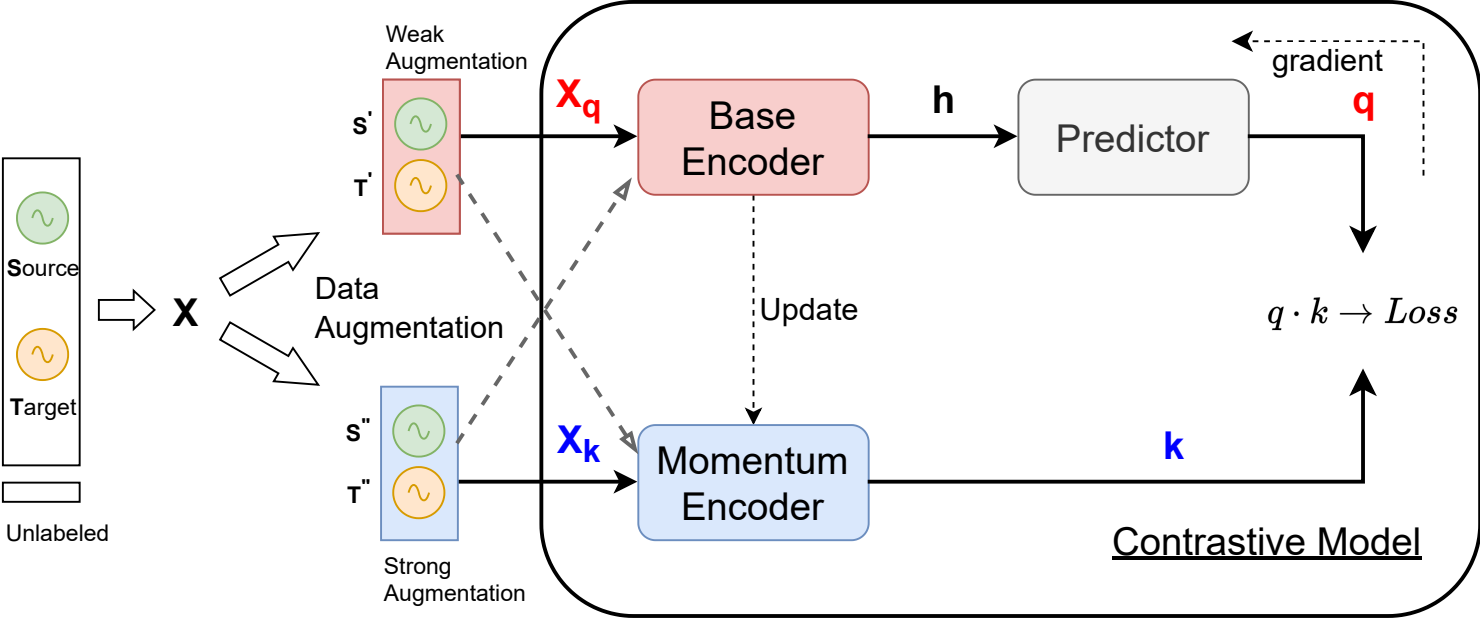 Source
Target
Unlabeled
X
Data
Augmentation
Weak
Augmentation
S'
T'
S"
T"
Strong
Augmentation
Xq
Xk
Base
Encoder
h
Predictor
gradient
q
Update
q · k → Loss
Momentum
Encoder
k
Contrastive Model